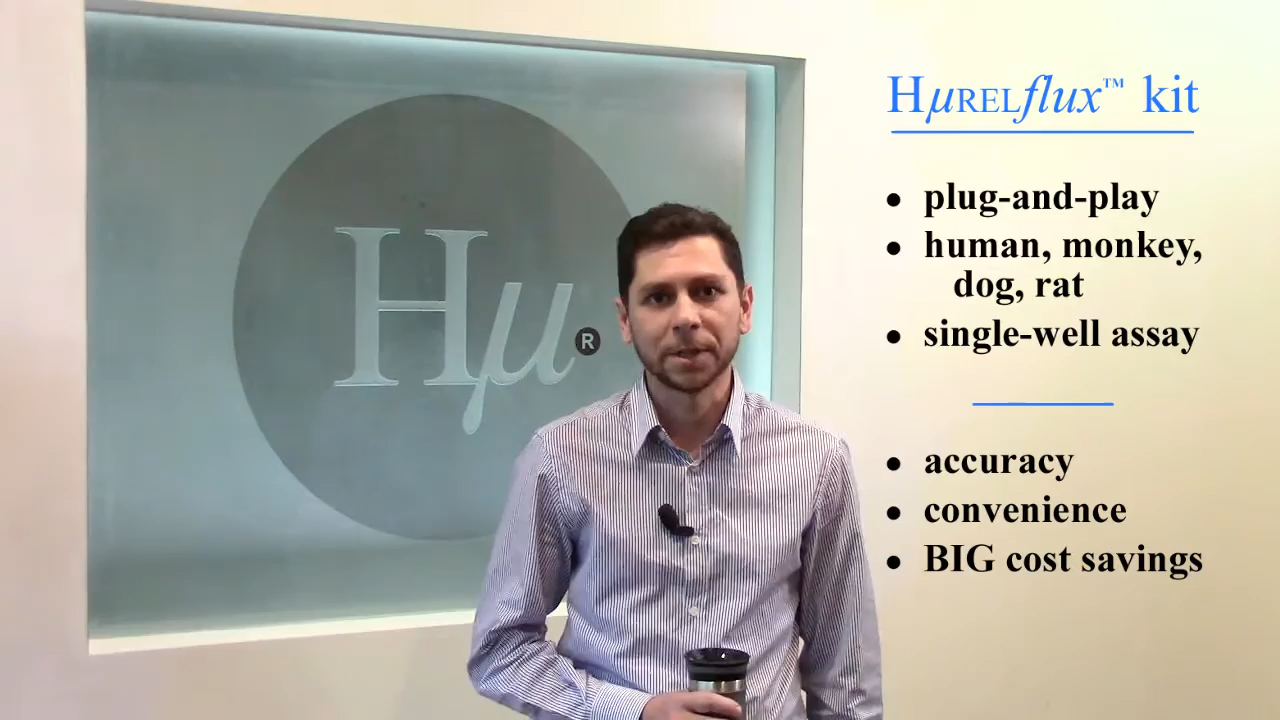 Hμ®
HμRELflux™ kit
• plug-and-play
• human, monkey,
dog, rat
• single-well assay
• accuracy
• convenience
• BIG cost savings